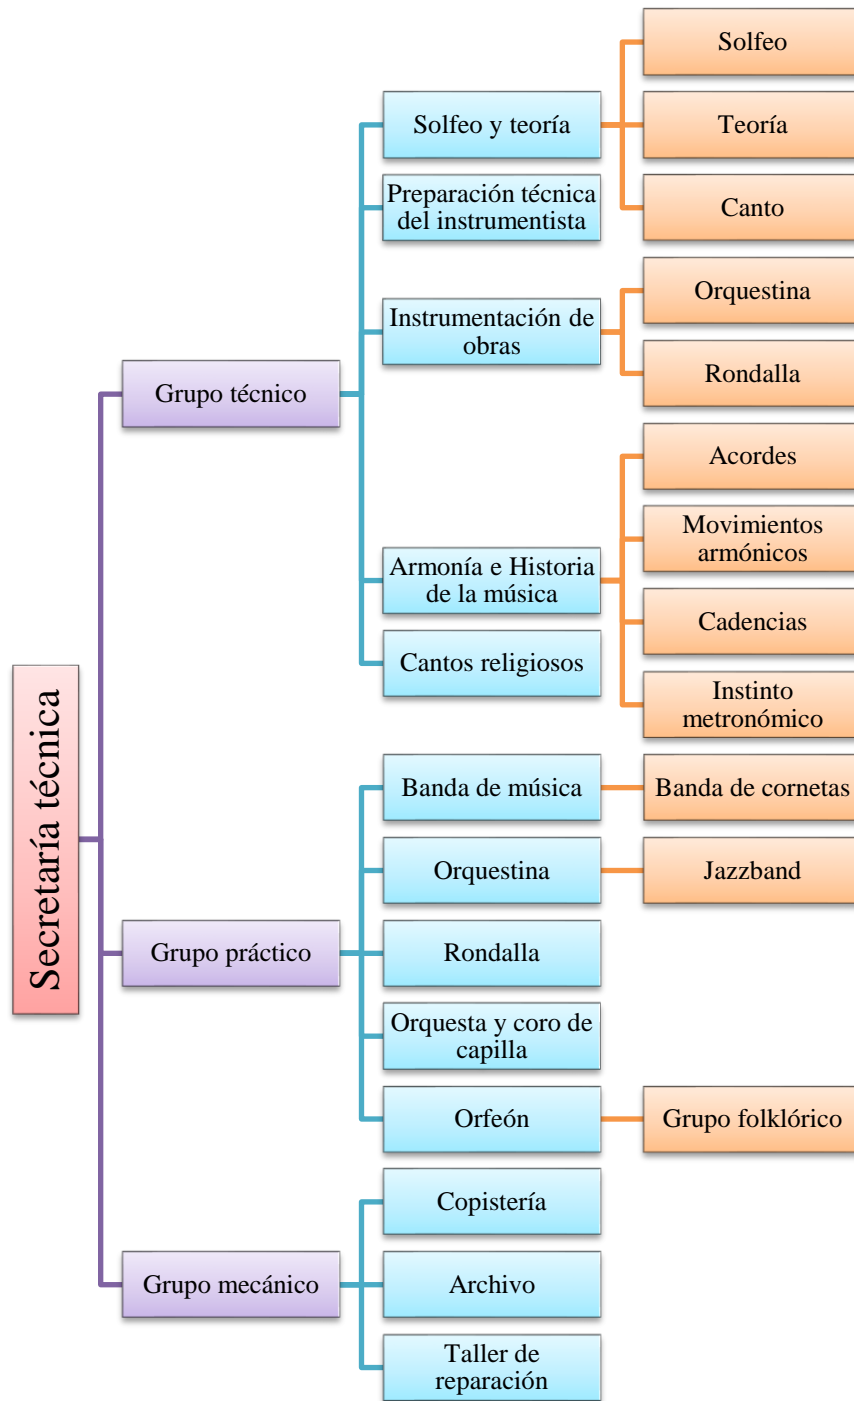 Secretaría técnica
Grupo técnico
Solfeo y teoría
Solfeo
Teoría
Canto
Preparación técnica
del instrumentista
Instrumentación de
obras
Orquestina
Rondalla
Armonía e Historia
de la música
Acordes
Movimientos
armónicos
Cadencias
Instinto
metronómico
Cantos religiosos
Grupo práctico
Banda de música
Banda de cornetas
Orquestina
Jazzband
Rondalla
Orquesta y coro de
capilla
Orfeón
Grupo folklórico
Grupo mecánico
Copistería
Archivo
Taller de
reparación